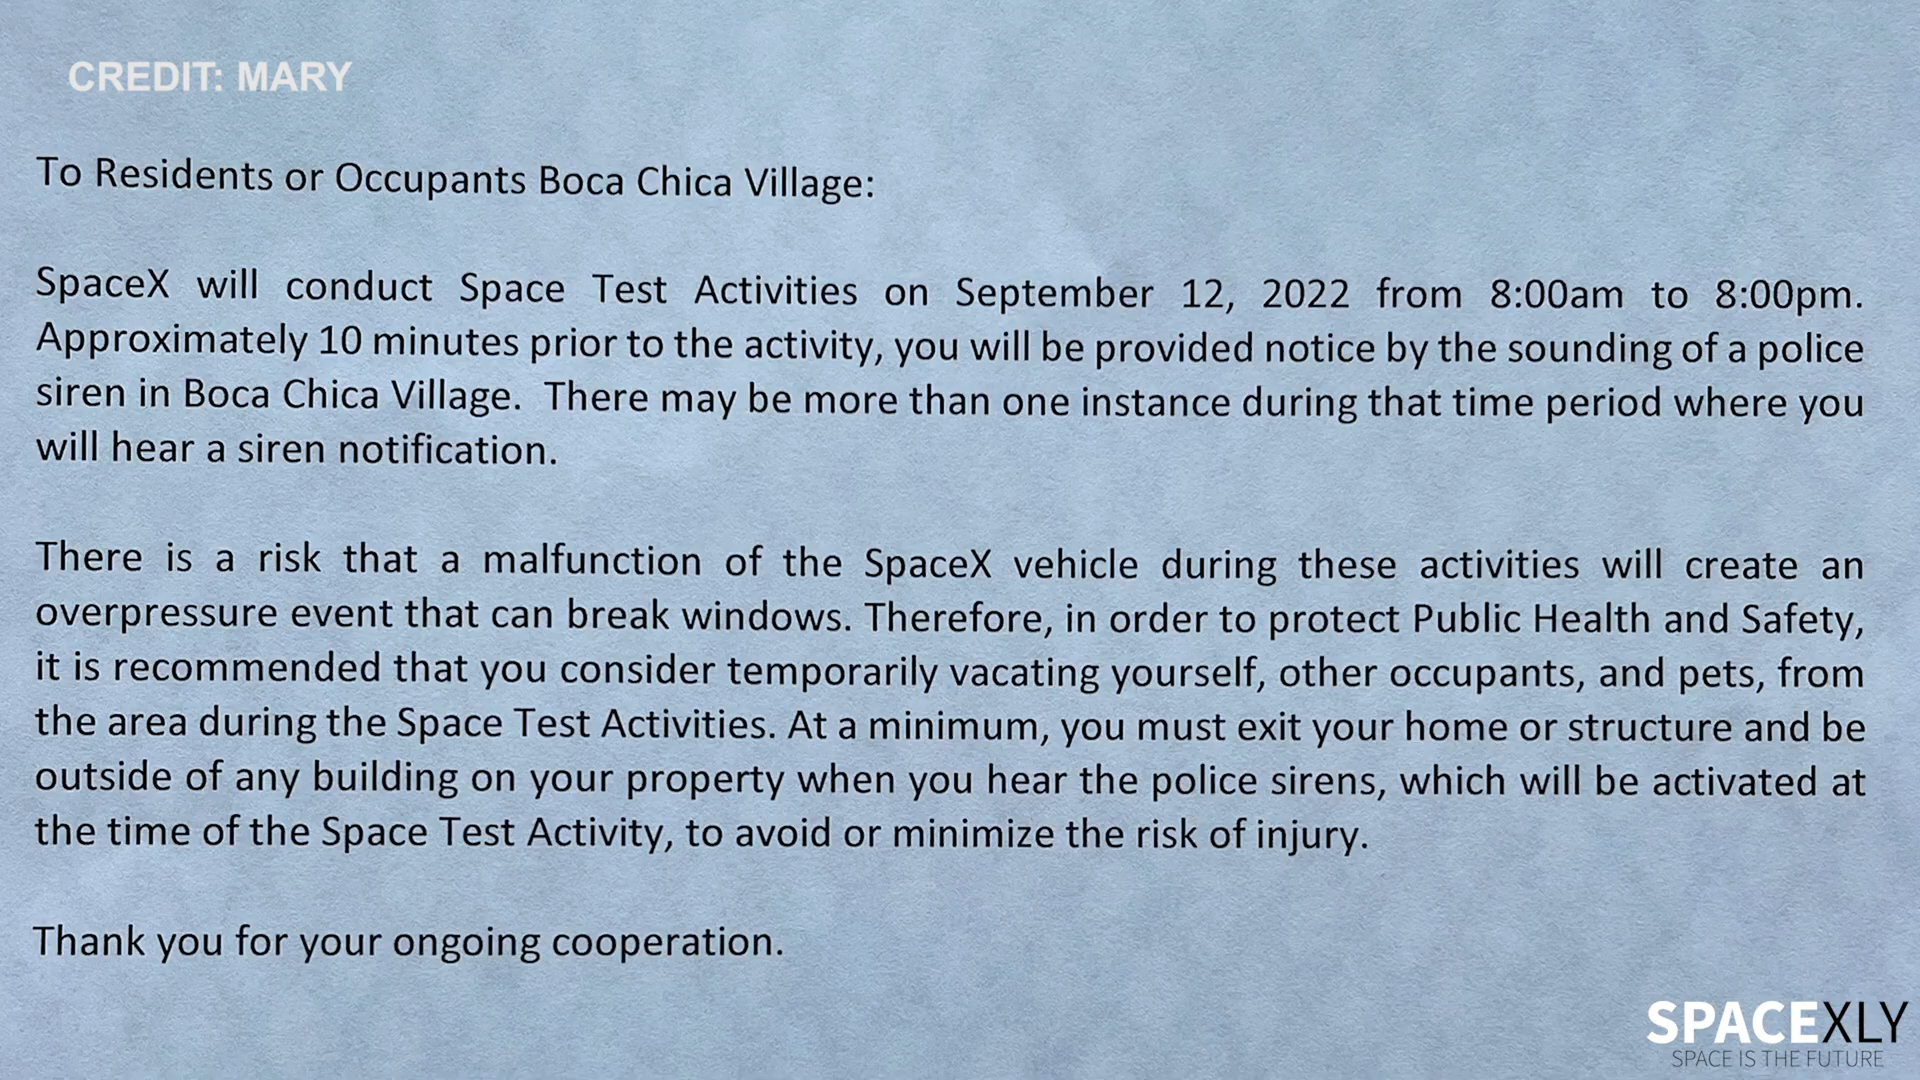 CREDIT: MARY
To Residents or Occupants Boca Chica Village:
SpaceX will conduct Space Test Activities on September 12, 2022 from 8:00am to 8:00pm.
Approximately 10 minutes prior to the activity, you will be provided notice by the sounding of a police
siren in Boca Chica Village. There may be more than one instance during that time period where you
will hear a siren notification.
There is a risk that a malfunction of the SpaceX vehicle during these activities will create an
overpressure event that can break windows. Therefore, in order to protect Public Health and Safety,
it is recommended that you consider temporarily vacating yourself, other occupants, and pets, from
the area during the Space Test Activities. At a minimum, you must exit your home or structure and be
outside of any building on your property when you hear the police sirens, which will be activated at
the time of the Space Test Activity, to avoid or minimize the risk of injury.
Thank you for your ongoing cooperation.
SPACEXLY
SPACE IS THE FUTURE